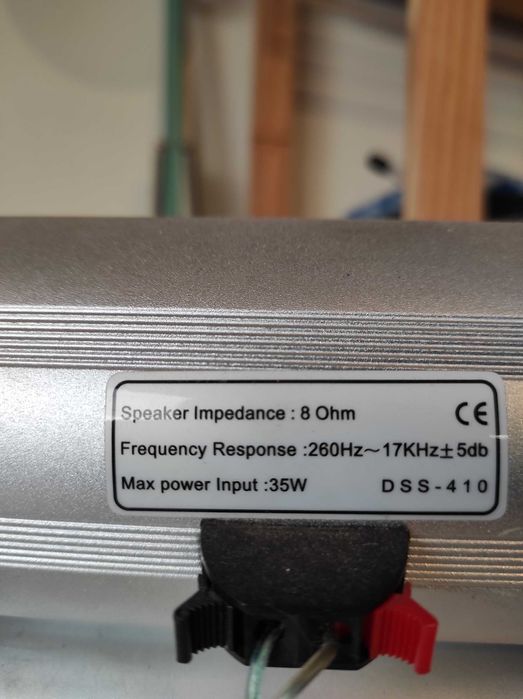 Speaker Impedance : 8 Ohm CE
Frequency Response :260Hz~17KHz±5db
Max power Input :35W DSS-410